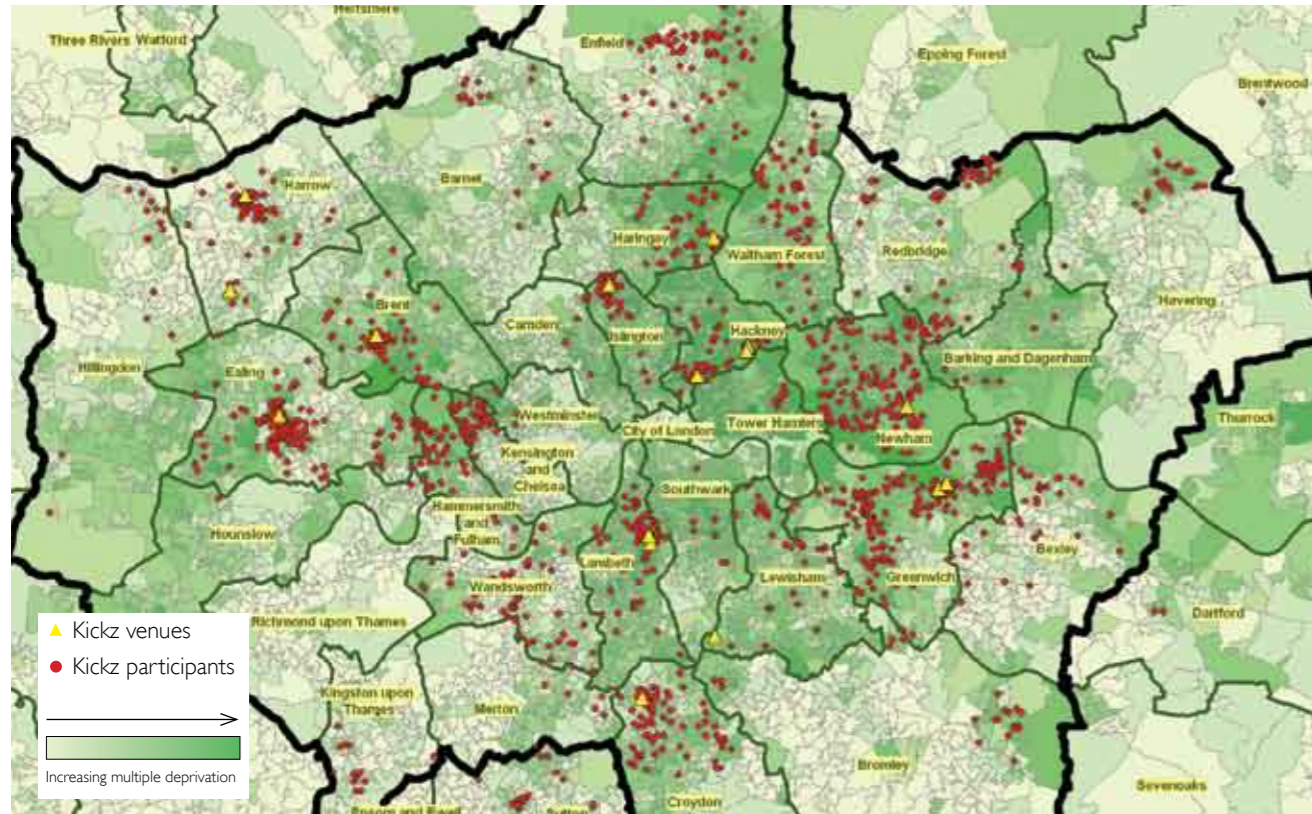 Hertsmere
Three Rivers
Watford
Enfield
Epping Forest
Brentwood
Harrow
Barnet
Haringey
Waltham Forest
Redbridge
Havering
Brent
Camden
Islington
Hackney
Hillingdon
Ealing
Barking and Dagenham
Westminster
City of London
Tower Hamlets
Newham
Thurrock
Kensington
and
Chelsea
Southwark
Hounslow
Hammersmith
and
Fulham
Lambeth
Wandsworth
Lewisham
Greenwich
Bexley
Dartford
Richmond upon Thames
Kingston upon
Thames
Merton
Bromley
Sevenoaks
Epsom and Ewell
Sutton
Croydon
Kickz venues
Kickz participants
Increasing multiple deprivation